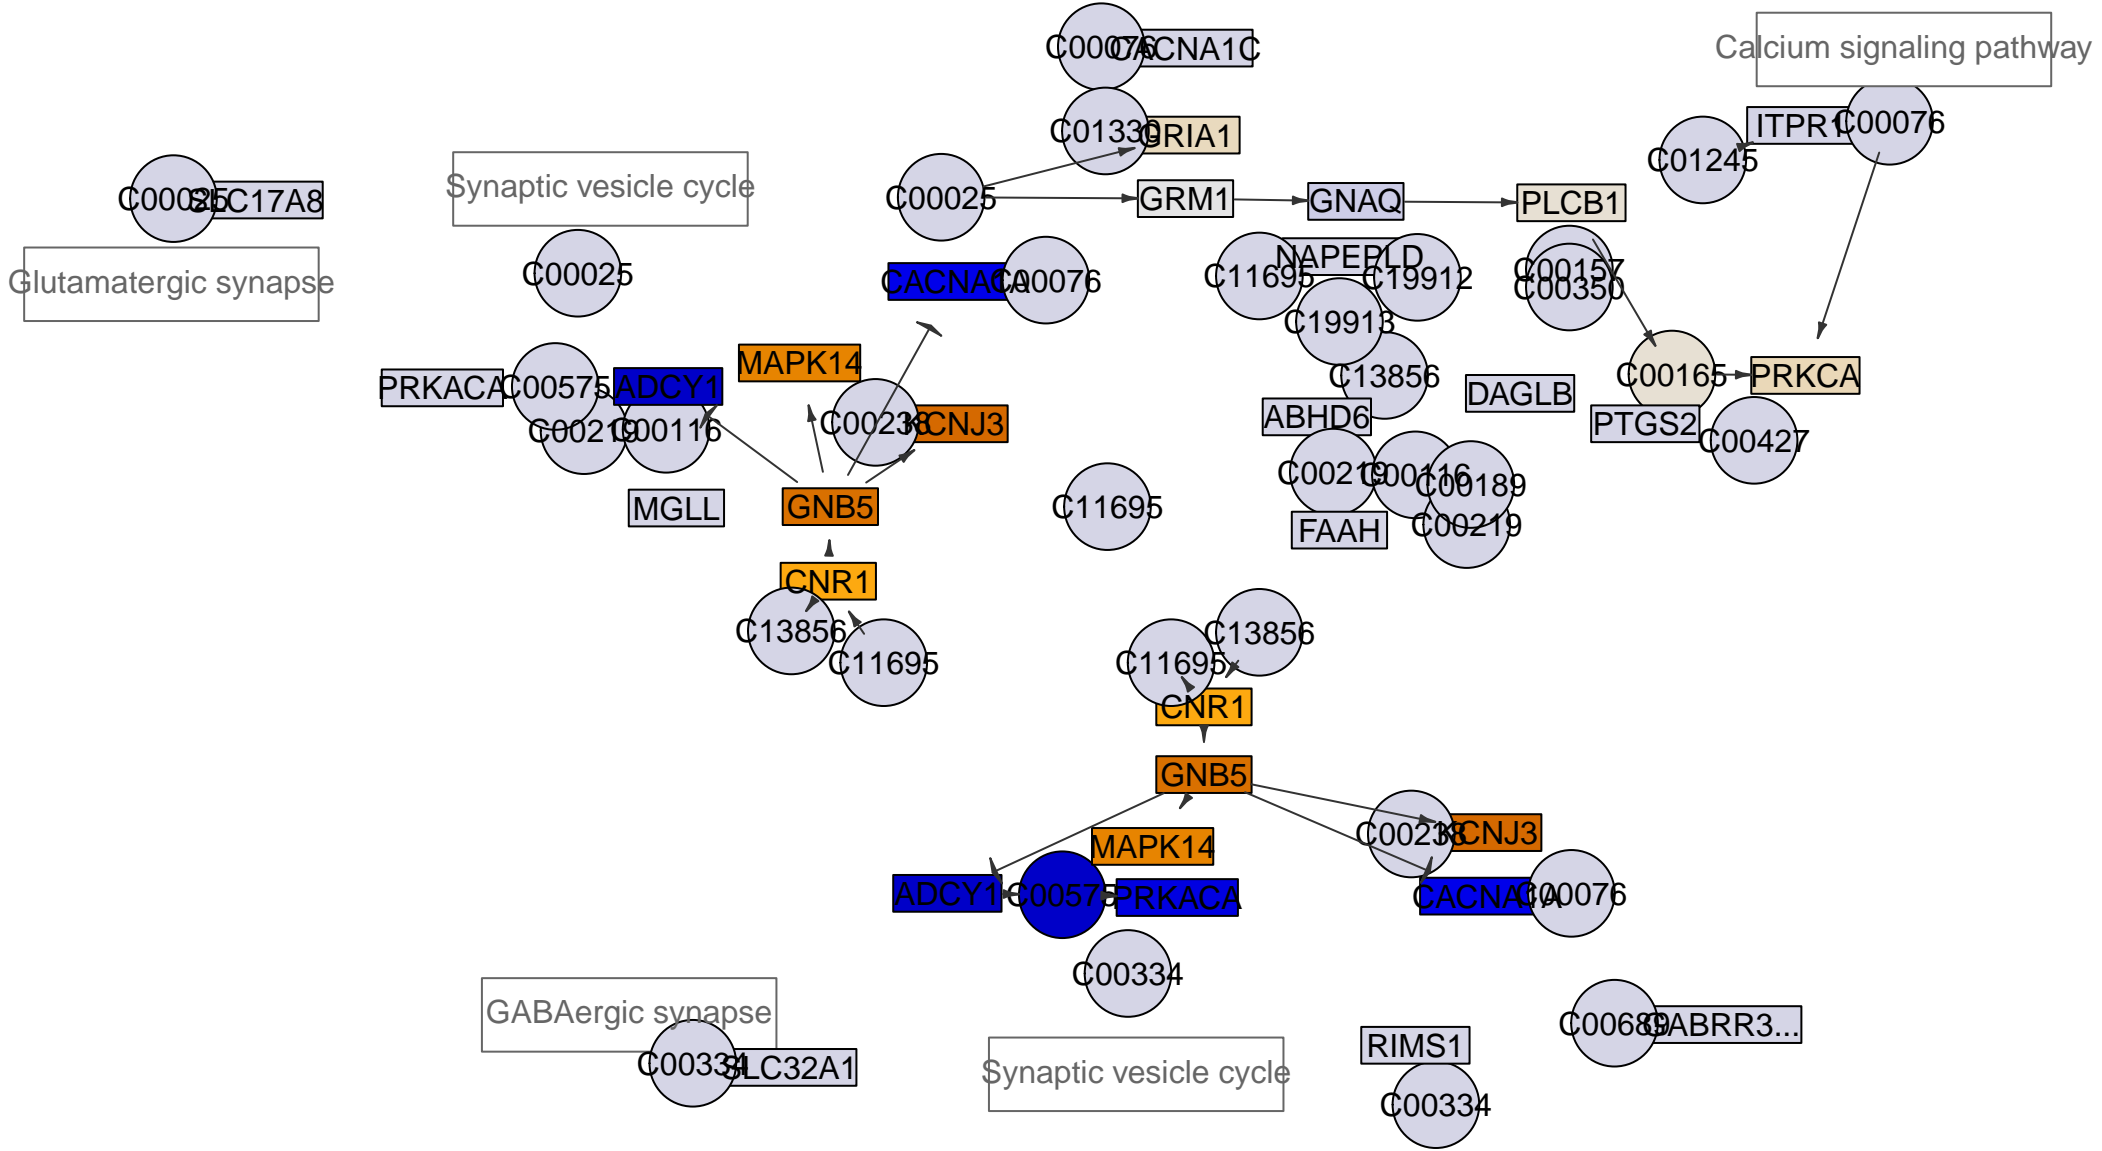 C00076
CACNA1C
Calcium signaling pathway
C01330
GRIA1
ITPR1
C00076
C01245
C00025
SLC17A8
Synaptic vesicle cycle
C00025
GRM1
GNAQ
PLCB1
Glutamatergic synapse
C00025
CACNA1A
C00076
C11695
NAPEPLD
C19912
C00157
C00350
C19913
MAPK14
PRKACA
C00575
ADCY1
C13856
C00165
PRKCA
DAGLB
C00219
C00116
C00238
KCNJ3
ABHD6
PTGS2
C00427
C00219
C00116
C00189
MGLL
GNB5
C11695
FAAH
C00219
CNR1
C13856
C11695
C13856
C11695
CNR1
GNB5
C00238
KCNJ3
MAPK14
ADCY1
C00575
PRKACA
CACNA1A
C00076
C00334
GABAergic synapse
C00334
SLC32A1
Synaptic vesicle cycle
C00689
GABRR3...
RIMS1
C00334